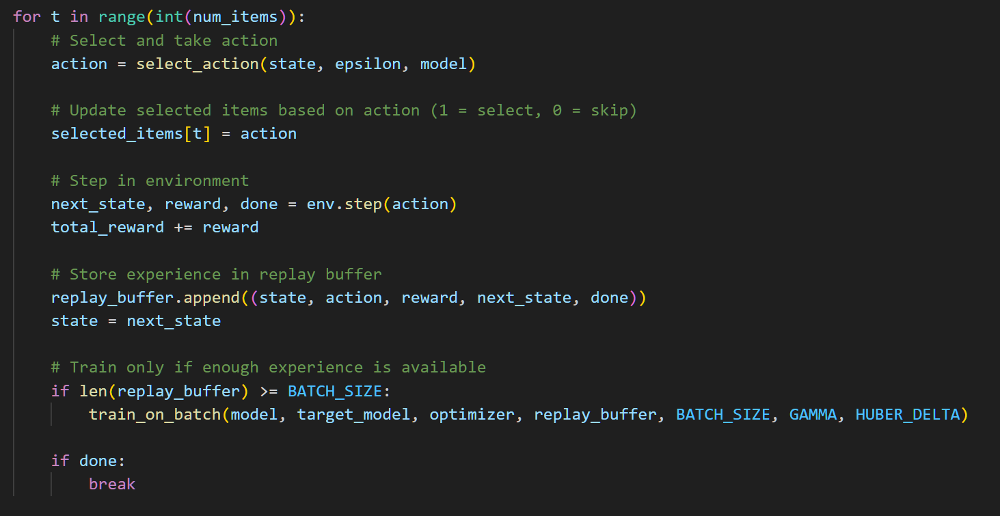 for t in range(int(num_items)):
    # Select and take action
    action = select_action(state, epsilon, model)

    # Update selected items based on action (1 = select, 0 = skip)
    selected_items[t] = action

    # Step in environment
    next_state, reward, done = env.step(action)
    total_reward += reward

    # Store experience in replay buffer
    replay_buffer.append((state, action, reward, next_state, done))
    state = next_state

    # Train only if enough experience is available
    if len(replay_buffer) >= BATCH_SIZE:
        train_on_batch(model, target_model, optimizer, replay_buffer, BATCH_SIZE, GAMMA, HUBER_DELTA)

    if done:
        break